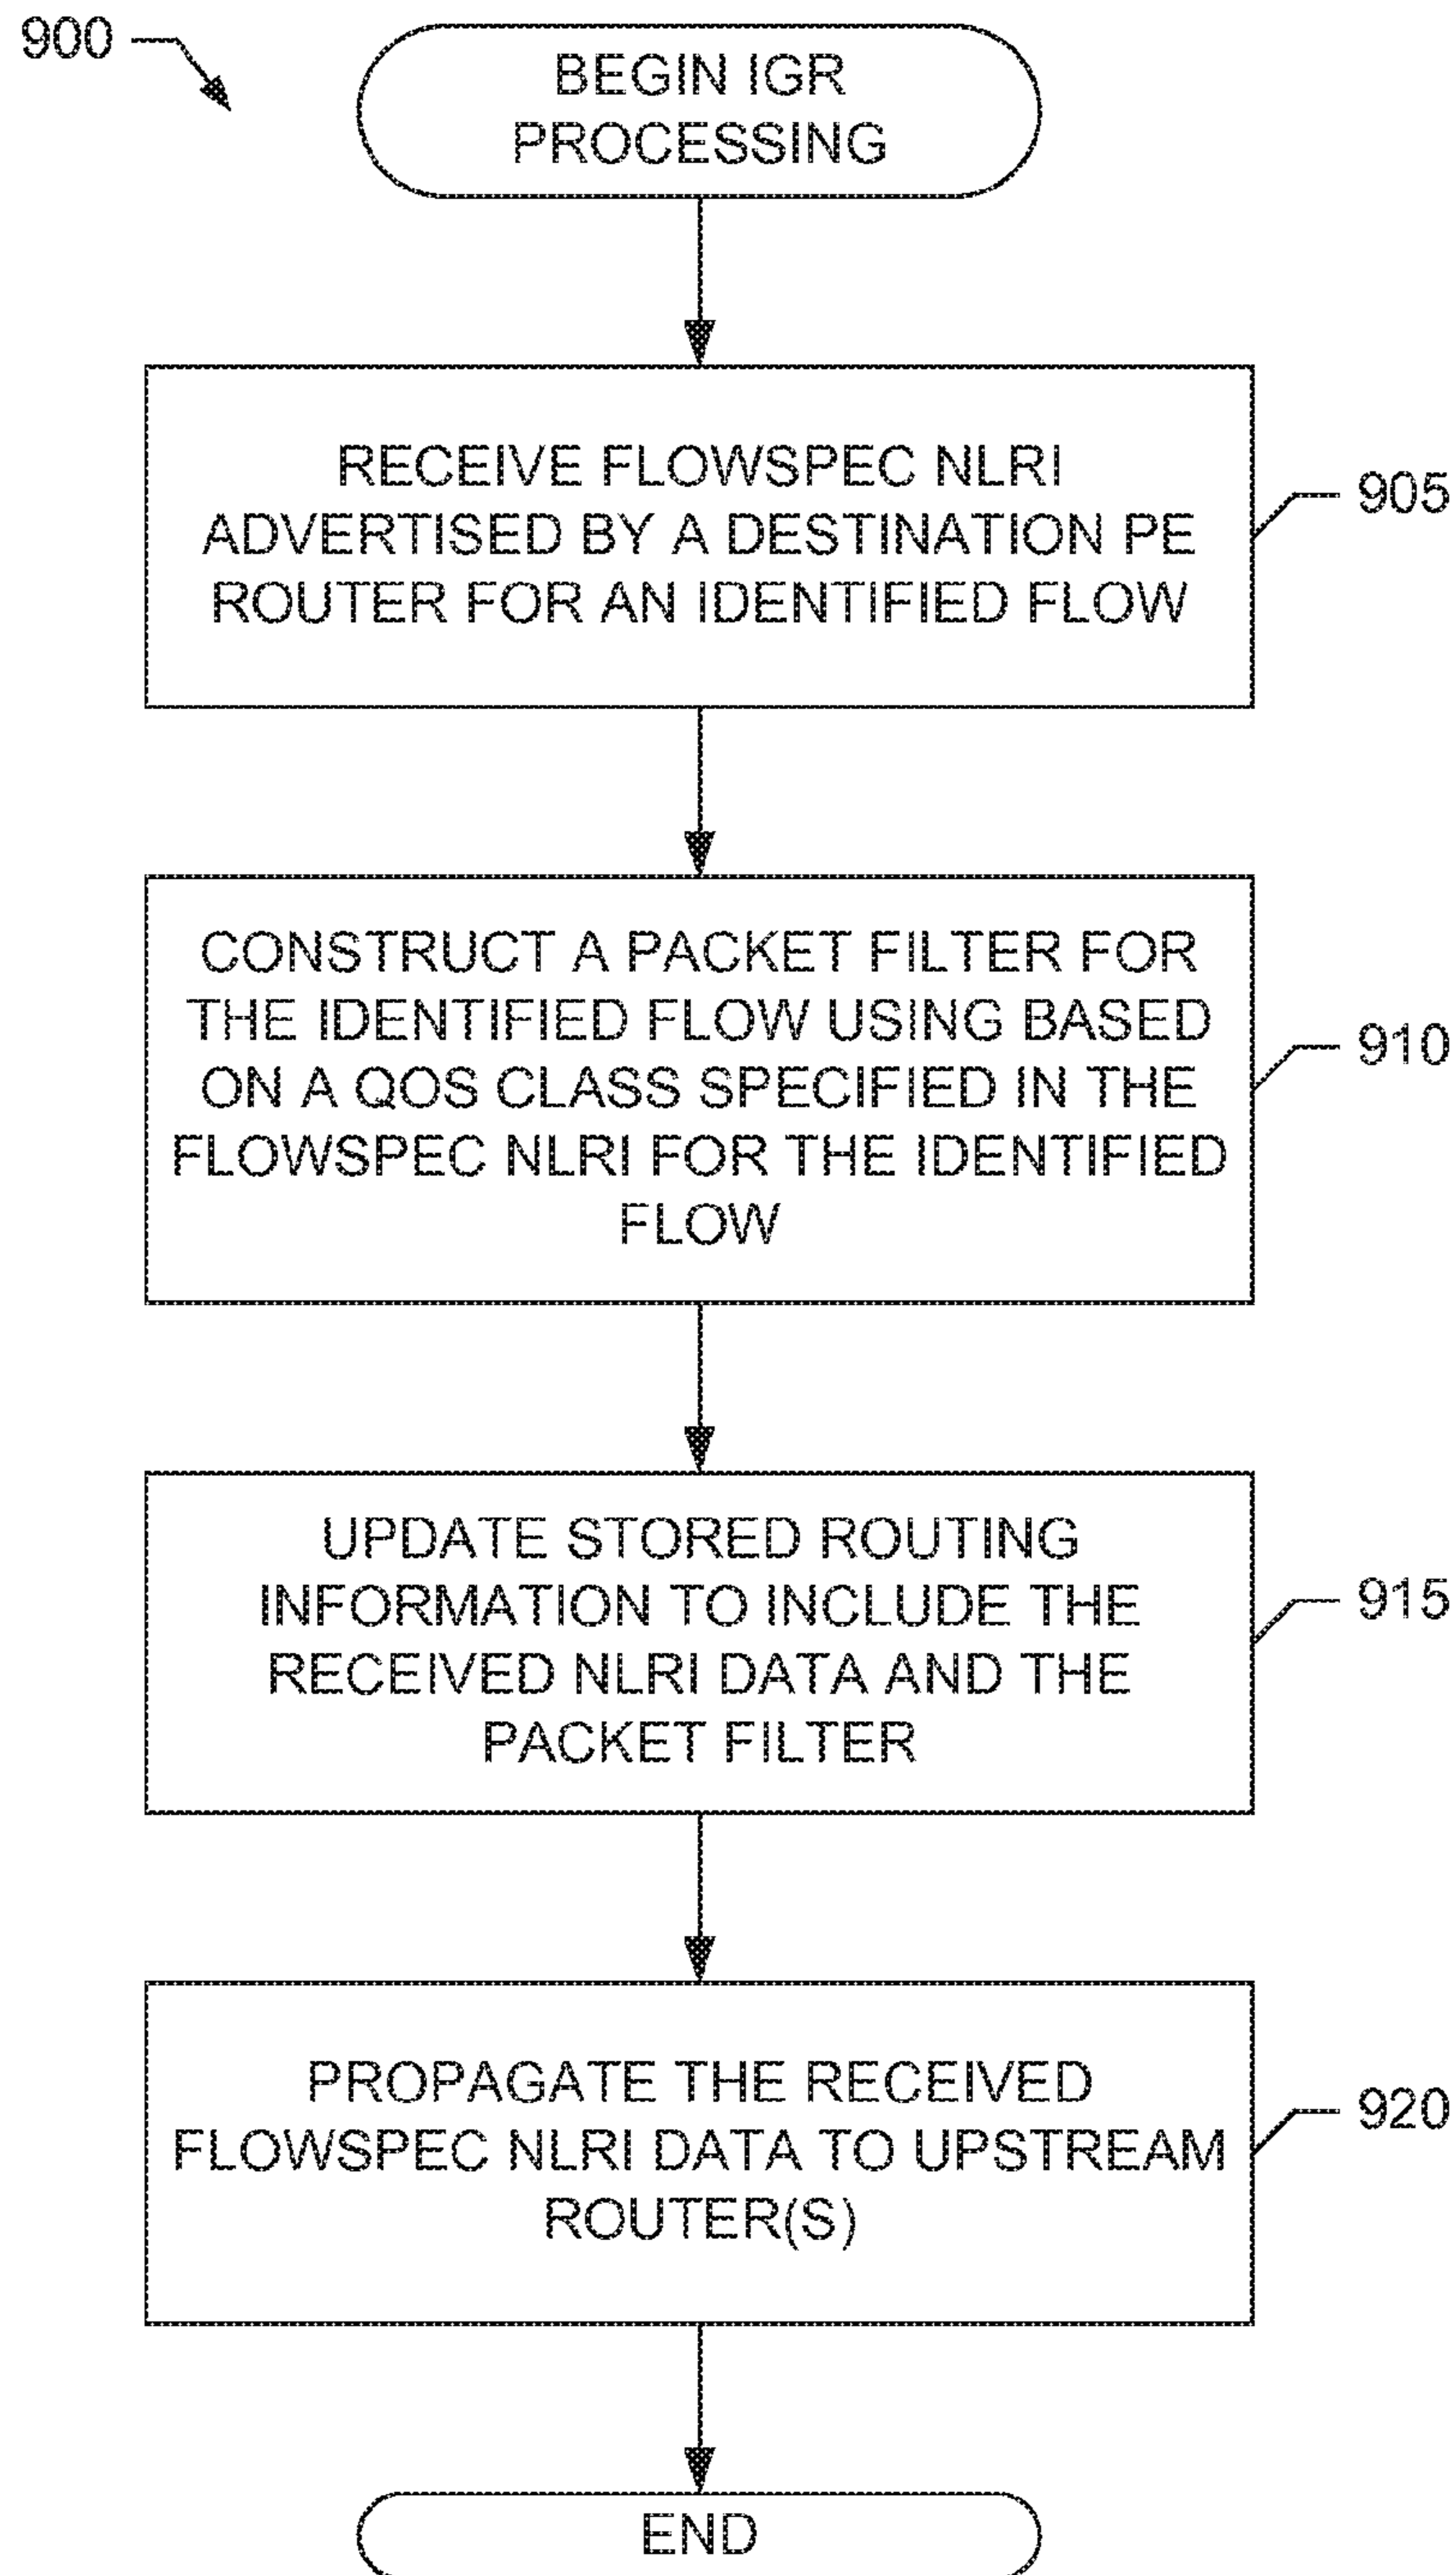 900
BEGIN IGR
PROCESSING
RECEIVE FLOWSPEC NLRI
ADVERTISED BY A DESTINATION PE
ROUTER FOR AN IDENTIFIED FLOW
905
CONSTRUCT A PACKET FILTER FOR
THE IDENTIFIED FLOW USING BASED
ON A QOS CLASS SPECIFIED IN THE
FLOWSPEC NLRI FOR THE IDENTIFIED
FLOW
910
UPDATE STORED ROUTING
INFORMATION TO INCLUDE THE
RECEIVED NLRI DATA AND THE
PACKET FILTER
915
PROPAGATE THE RECEIVED
FLOWSPEC NLRI DATA TO UPSTREAM
ROUTER(S)
920
END